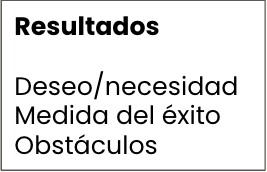 Resultados
Deseo/necesidad
Medida del éxito
Obstáculos